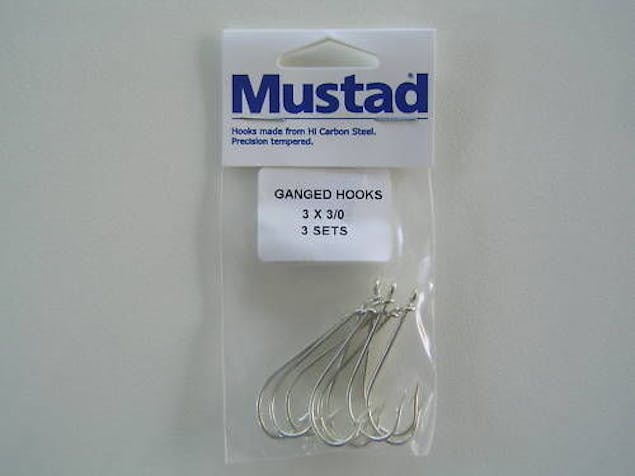 Mustad
Hooks made from Hi Carbon Steel.
Precision tempered.
GANGED HOOKS
3 X 3/0
3 SETS